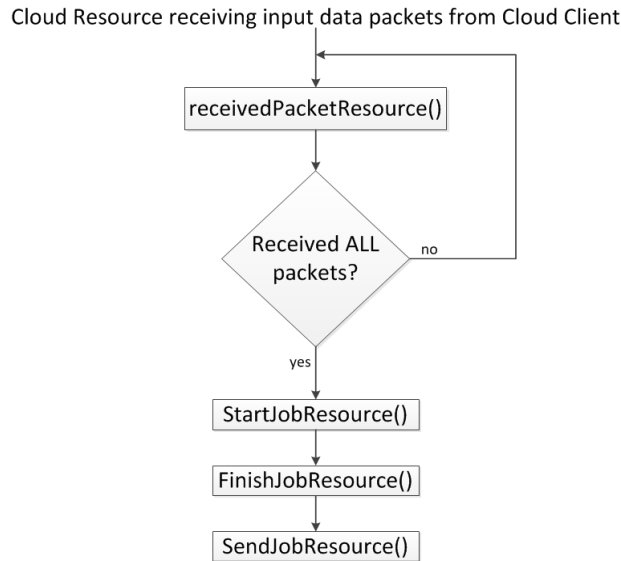 Cloud Resource receiving input data packets from Cloud Client
receivedPacketResource()
Received ALL
packets?
no
yes
StartJobResource()
FinishJobResource()
SendJobResource()